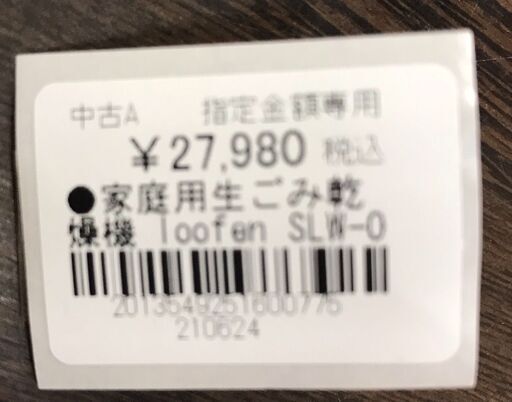 中古A 指定金額専用
¥27,980 税込
●家庭用生ごみ乾
燥機 loofen SLW-0
2013549251600775
210624